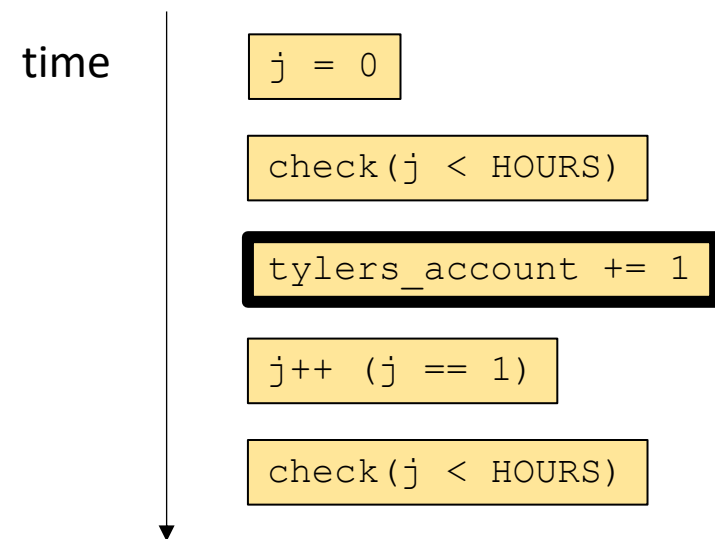 time
j = 0
check(j < HOURS)
tylers_account += 1
j++ (j == 1)
check(j < HOURS)